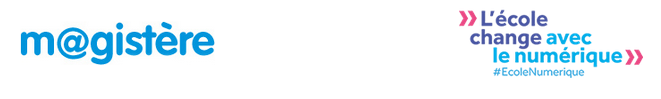 m@gistère
»L'école
change avec
le numérique»
#EcoleNumerique